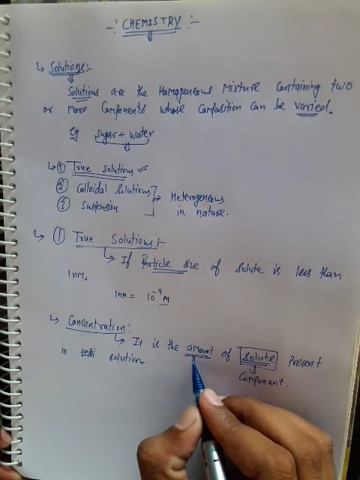 CHEMISTRY
Solutions:-
Solutions are the Homogeneous Mixture Containing two
or more Components whose Composition can be varied.
Eg sugar + water
① True Solutions
② Colloidal Solutions → Heterogeneous
③ Suspension in nature.
① True Solutions:-
If Particle size of solute is less than
1nm.
1nm = 10⁻⁹ m
Concentration:
It is the amount of solute Present
in solution. Component.